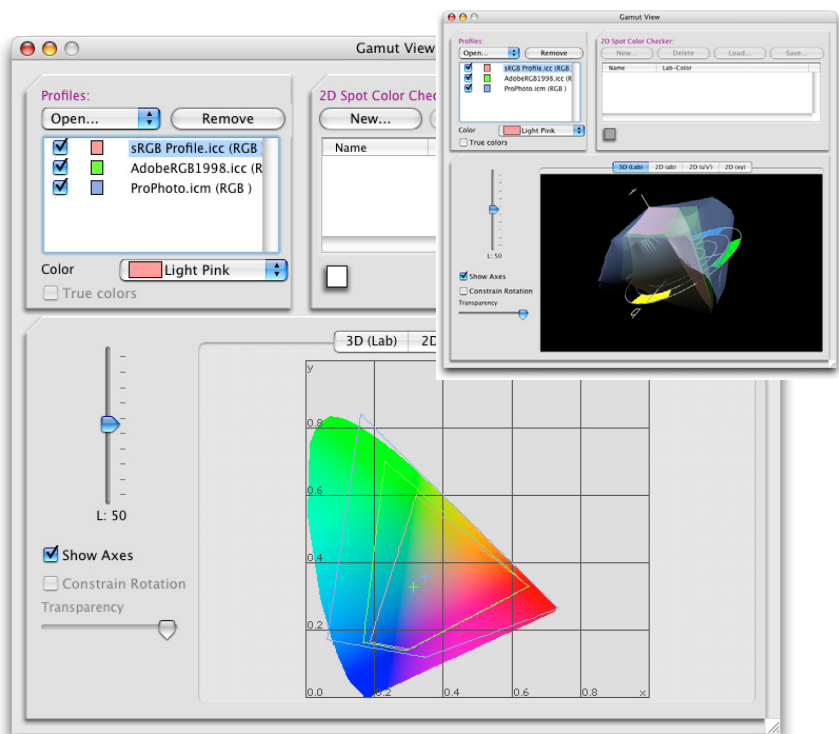 Gamut View
Profiles:
Open...
Remove
sRGB Profile.icc (RGB
AdobeRGB1998.icc (R
ProPhoto.icm (RGB )
Color
Light Pink
True colors
2D Spot Color Chec
New...
Name
3D (Lab)
2D
L: 50
Show Axes
Constrain Rotation
Transparency
y
0.8
0.6
0.4
0.2
0.0
0.2
0.4
0.6
0.8
x
Gamut View
Profiles:
Open...
Remove
sRGB Profile.icc (RGB
AdobeRGB1998.icc (R
ProPhoto.icm (RGB )
Color
Light Pink
True colors
2D Spot Color Checker:
New...
Delete
Load...
Save...
Name
Lab-Color
3D (Lab)
2D (ab)
2D (u'v')
2D (xy)
L: 50
Show Axes
Constrain Rotation
Transparency